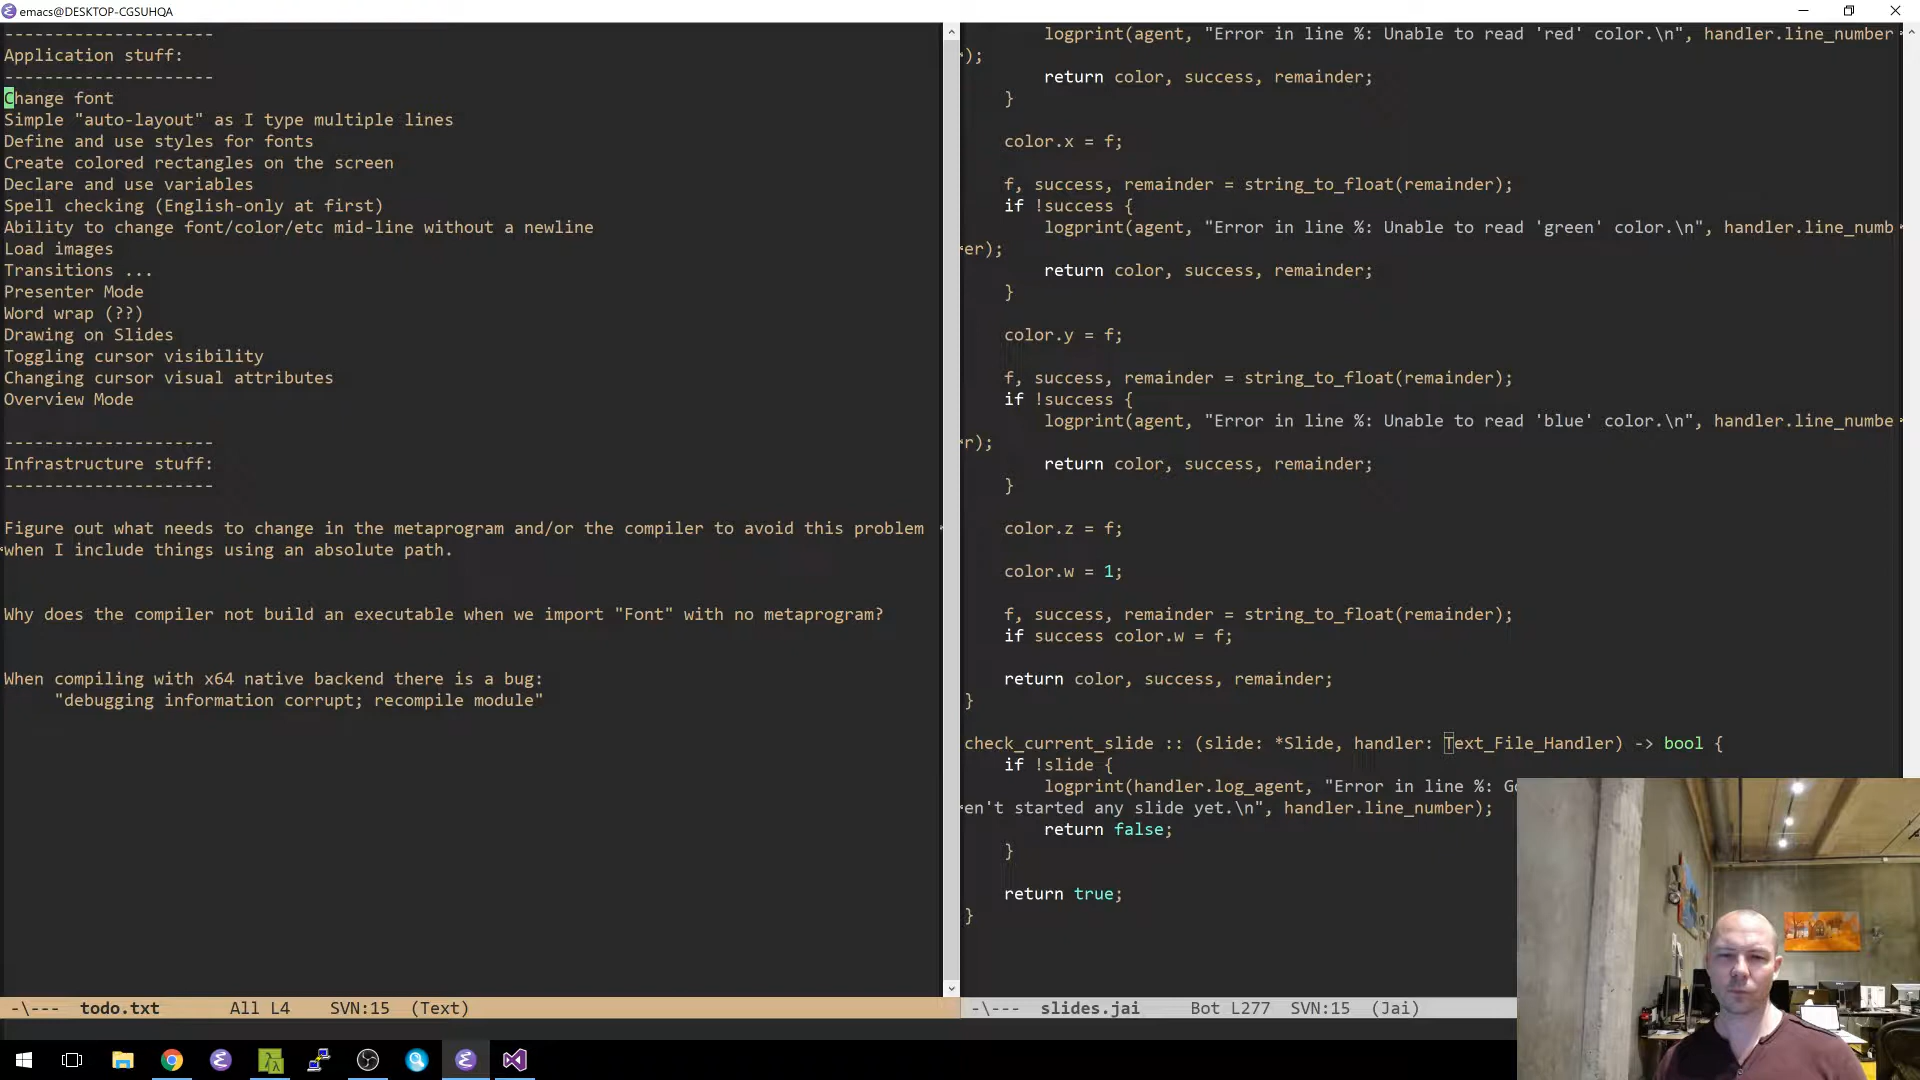 emacs@DESKTOP-CGSUHQA
---------------------
Application stuff:
---------------------
Change font
Simple "auto-layout" as I type multiple lines
Define and use styles for fonts
Create colored rectangles on the screen
Declare and use variables
Spell checking (English-only at first)
Ability to change font/color/etc mid-line without a newline
Load images
Transitions ...
Presenter Mode
Word wrap (??)
Drawing on Slides
Toggling cursor visibility
Changing cursor visual attributes
Overview Mode
---------------------
Infrastructure stuff:
---------------------
Figure out what needs to change in the metaprogram and/or the compiler to avoid this problem
when I include things using an absolute path.
Why does the compiler not build an executable when we import "Font" with no metaprogram?
When compiling with x64 native backend there is a bug:
"debugging information corrupt; recompile module"
-\--- todo.txt All L4 SVN:15 (Text)
logprint(agent, "Error in line %: Unable to read 'red' color.\n", handler.line_number
);
return color, success, remainder;
}
color.x = f;
f, success, remainder = string_to_float(remainder);
if !success {
logprint(agent, "Error in line %: Unable to read 'green' color.\n", handler.line_numb
er);
return color, success, remainder;
}
color.y = f;
f, success, remainder = string_to_float(remainder);
if !success {
logprint(agent, "Error in line %: Unable to read 'blue' color.\n", handler.line_numbe
r);
return color, success, remainder;
}
color.z = f;
color.w = 1;
f, success, remainder = string_to_float(remainder);
if success color.w = f;
return color, success, remainder;
}
check_current_slide :: (slide: *Slide, handler: Text_File_Handler) -> bool {
if !slide {
logprint(handler.log_agent, "Error in line %:
en't started any slide yet.\n", handler.line_number);
return false;
}
return true;
}
-\--- slides.jai Bot L277 SVN:15 (Jai)